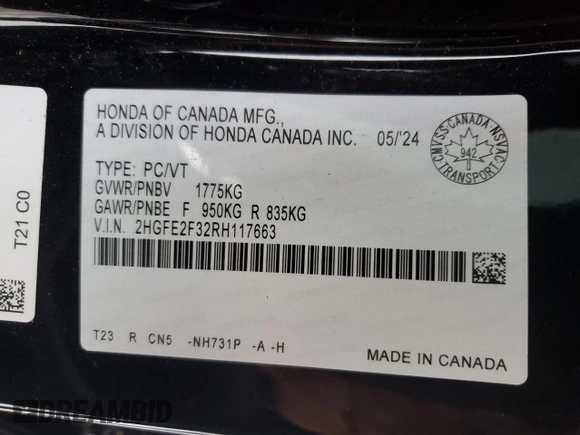 HONDA OF CANADA MFG.,
A DIVISION OF HONDA CANADA INC. 05/'24
CMVSS CANADA NSVAC
942
TRANSPORT
TYPE: PC/VT
GVWR/PNBV 1775KG
GAWR/PNBE F 950KG R 835KG
V.I.N. 2HGFE2F32RH117663
T23 R CN5 -NH731P -A -H
MADE IN CANADA
T21 C0
DREAMBID